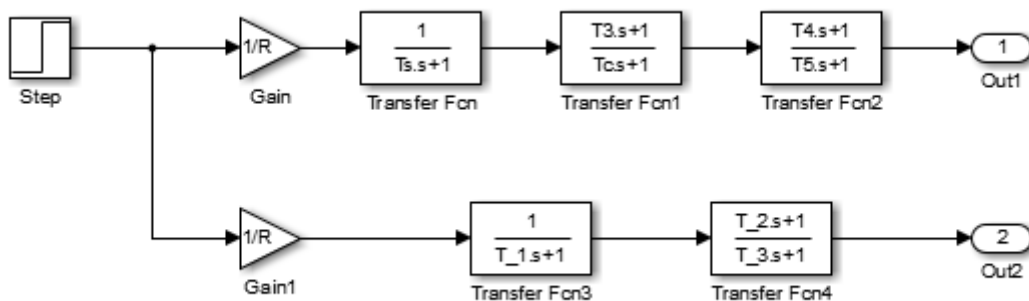 Step
1/R
Gain
1
Ts.s+1
Transfer Fcn
T3.s+1
Tc.s+1
Transfer Fcn1
T4.s+1
T5.s+1
Transfer Fcn2
1
Out1
1/R
Gain1
1
T_1.s+1
Transfer Fcn3
T_2.s+1
T_3.s+1
Transfer Fcn4
2
Out2